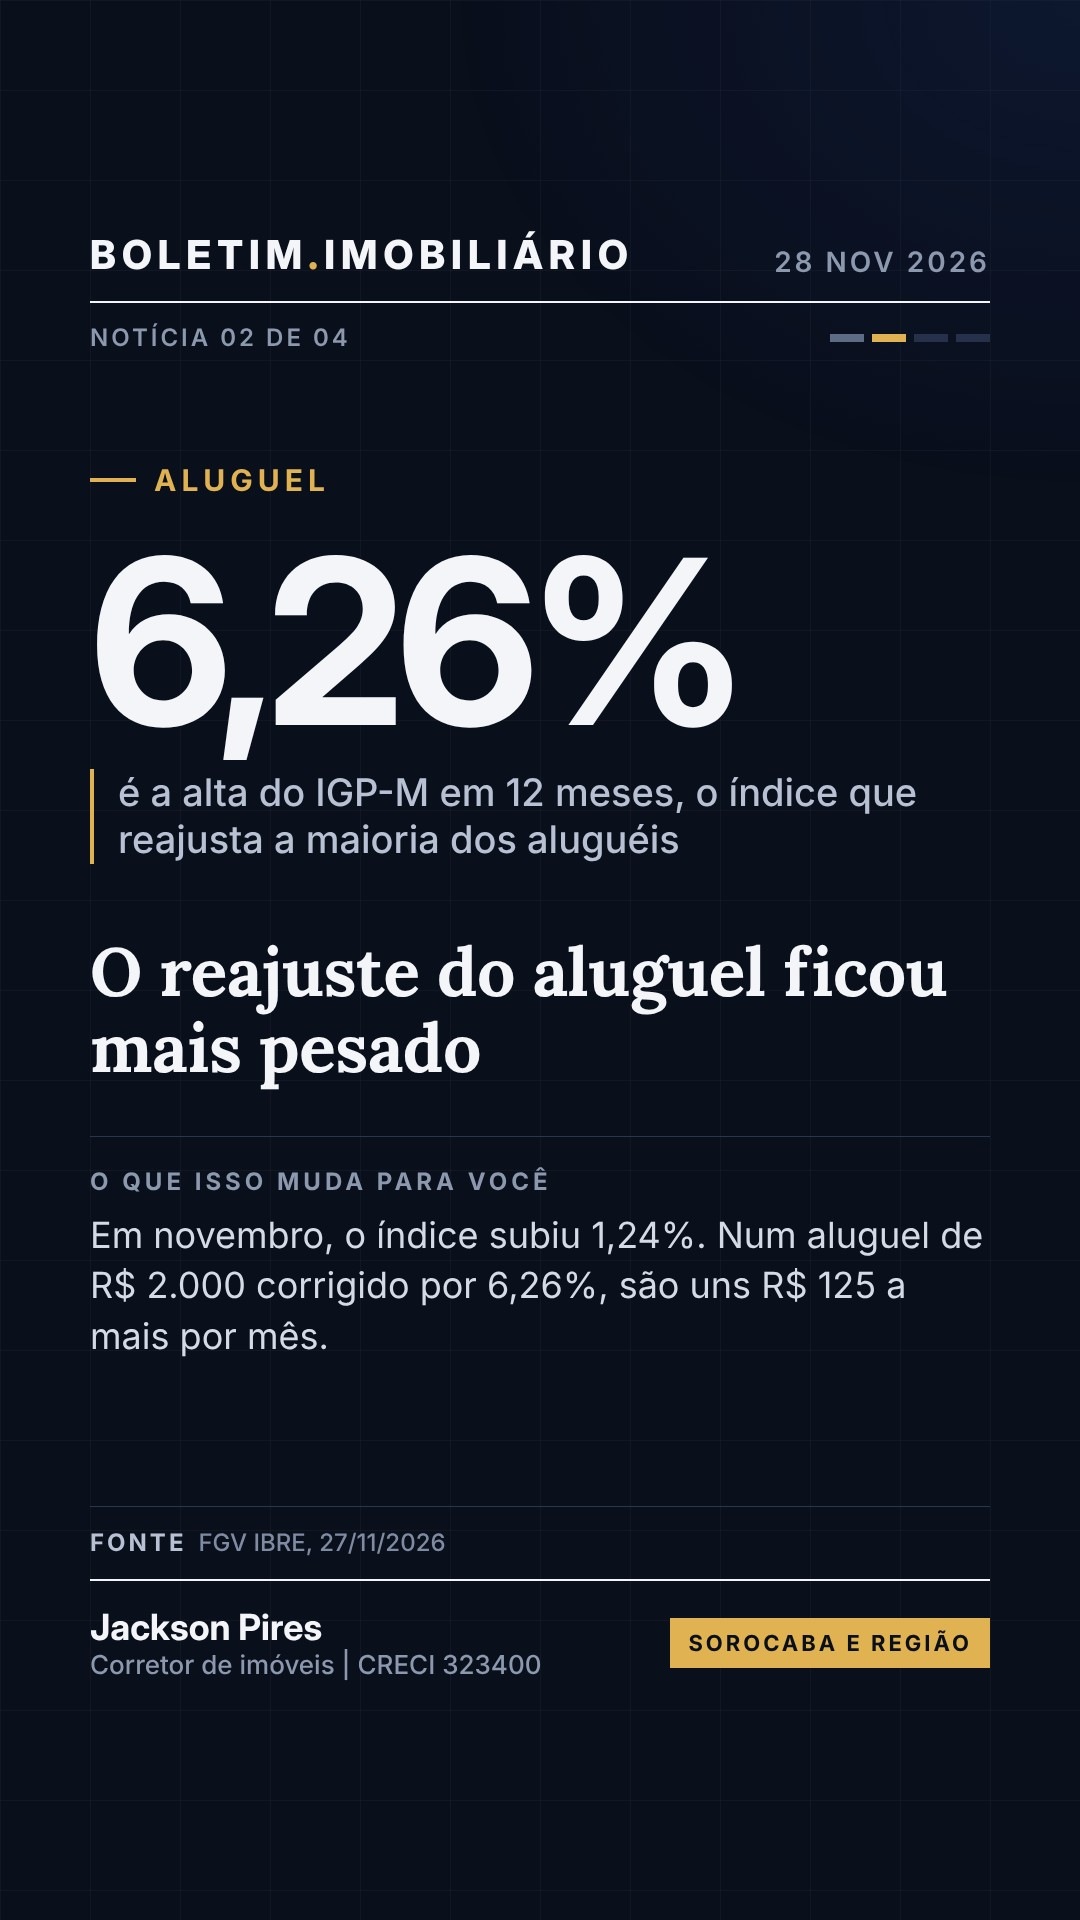 BOLETIM.IMOBILIÁRIO
28 NOV 2026
NOTÍCIA 02 DE 04
ALUGUEL
6,26%
é a alta do IGP-M em 12 meses, o índice que
reajusta a maioria dos aluguéis
O reajuste do aluguel ficou
mais pesado
O QUE ISSO MUDA PARA VOCÊ
Em novembro, o índice subiu 1,24%. Num aluguel de
R$ 2.000 corrigido por 6,26%, são uns R$ 125 a
mais por mês.
FONTE FGV IBRE, 27/11/2026
Jackson Pires
Corretor de imóveis | CRECI 323400
SOROCABA E REGIÃO